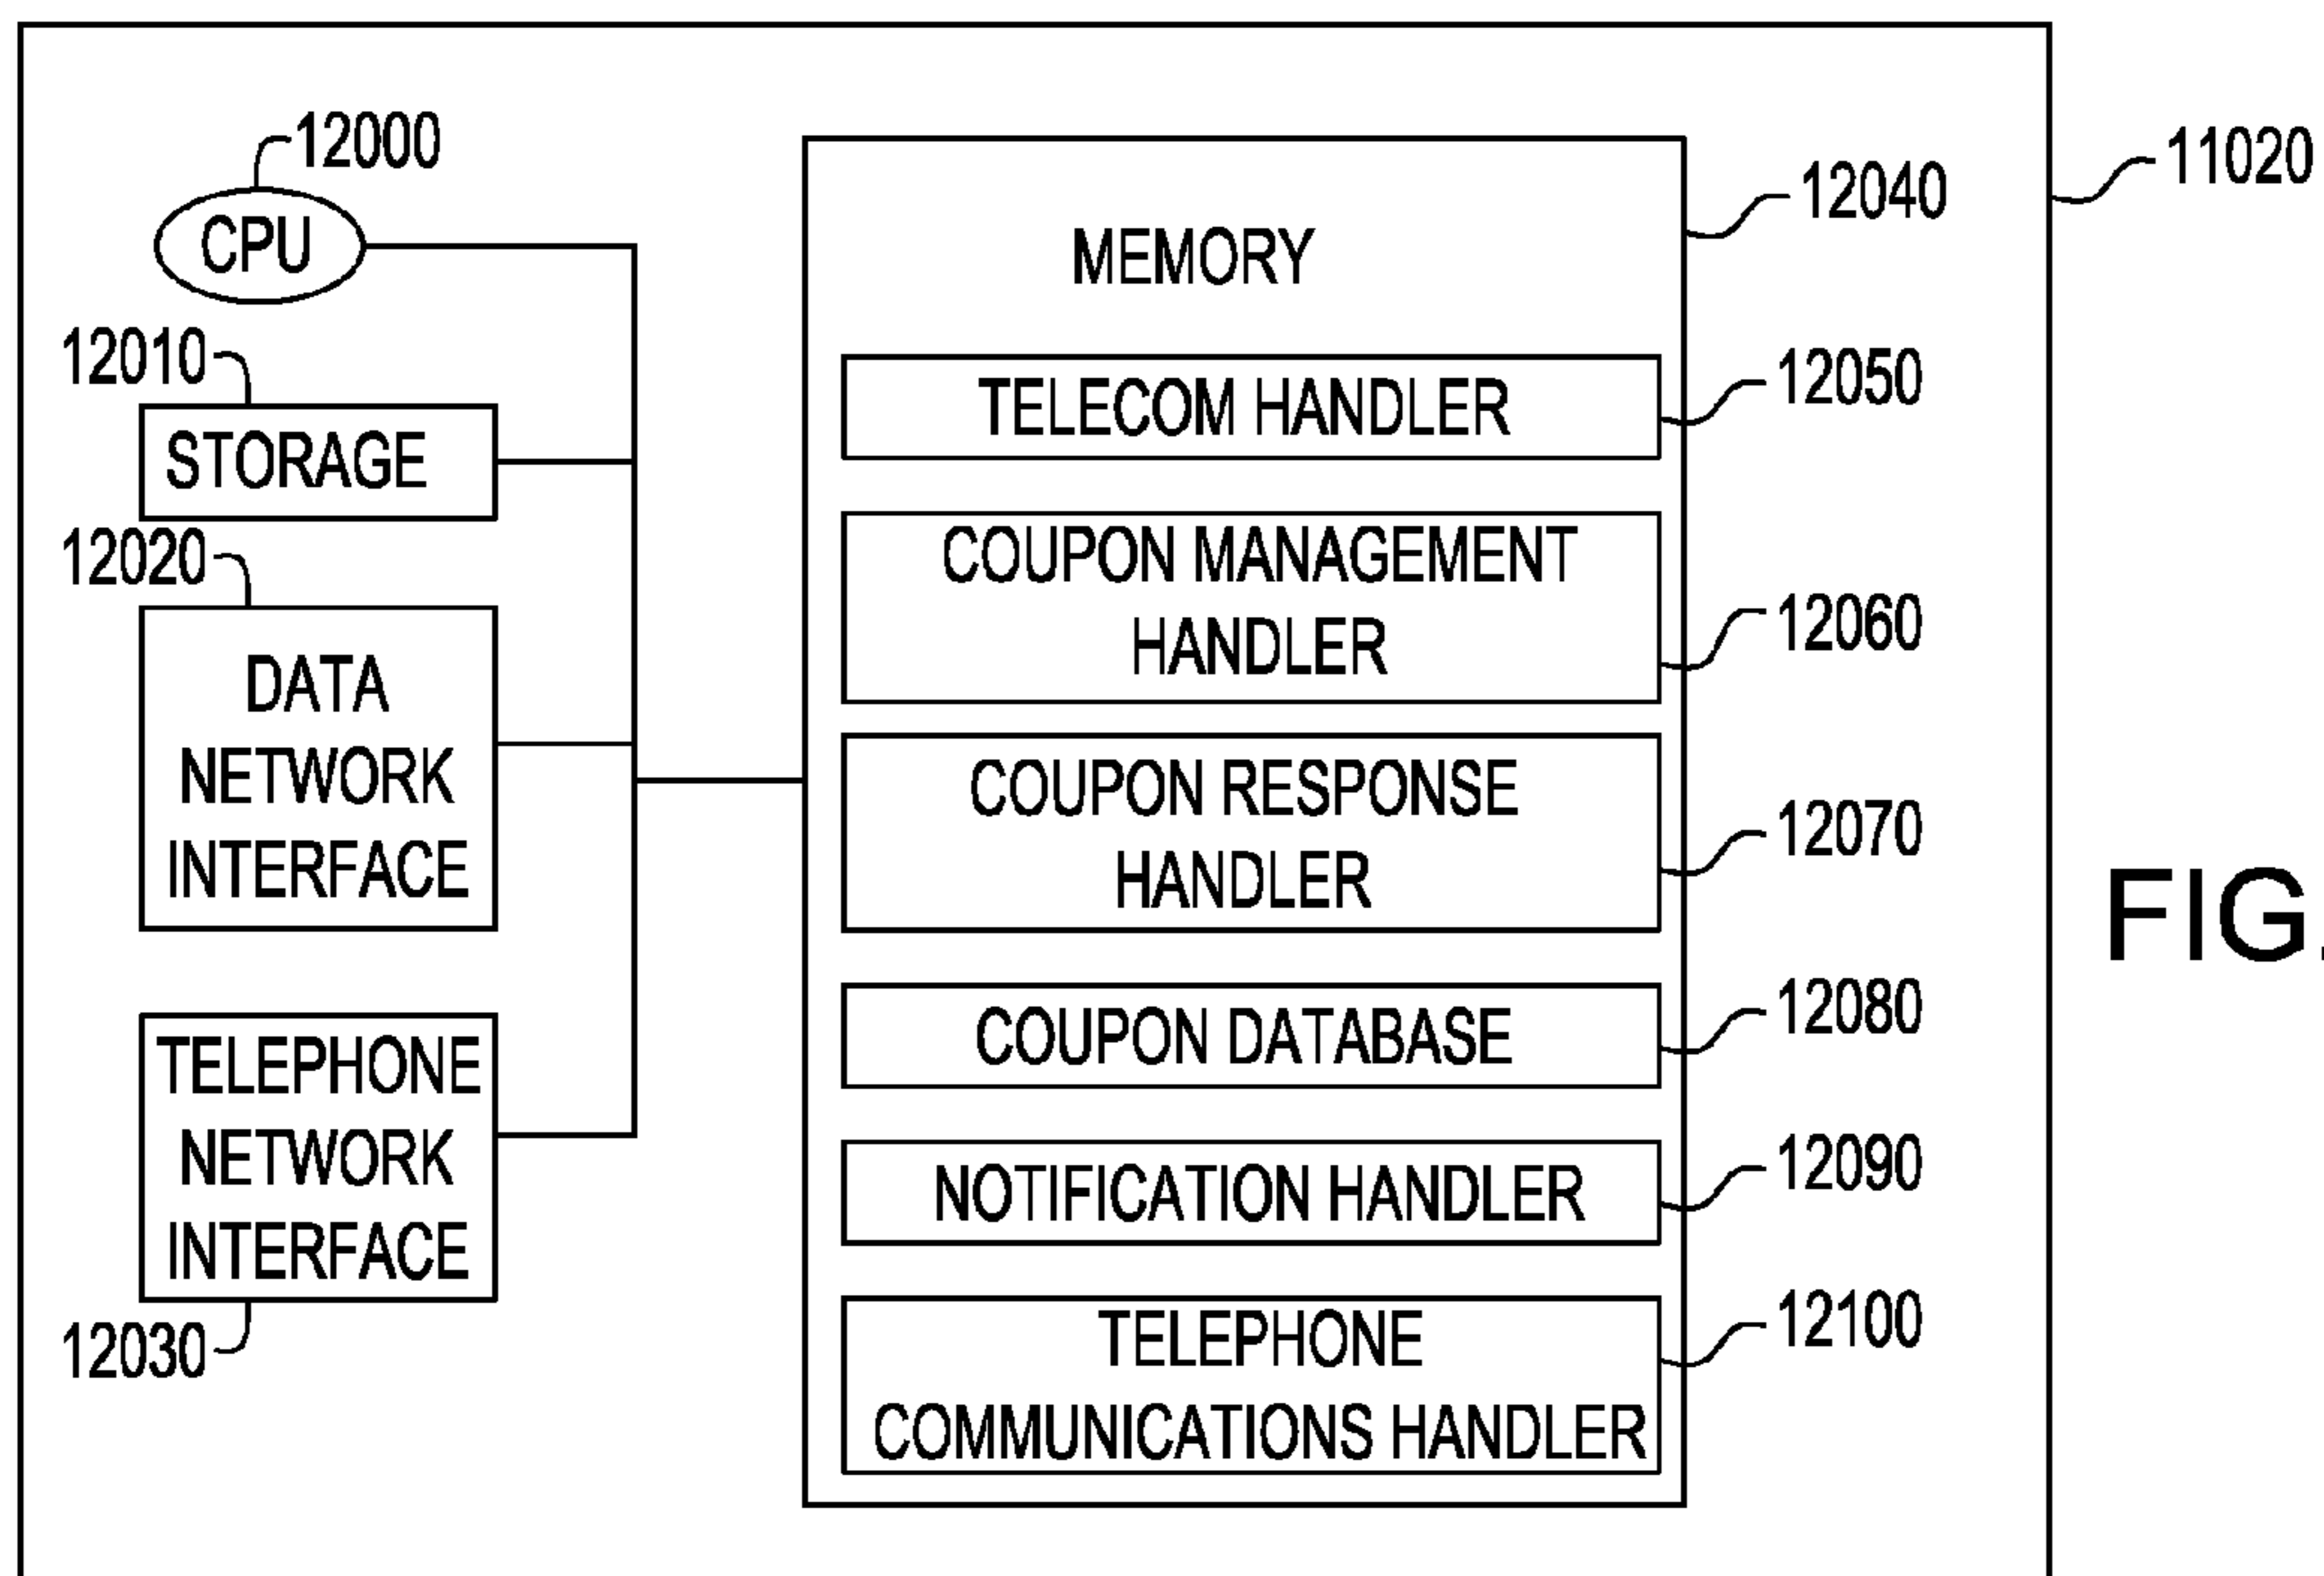 12000
CPU
12010
STORAGE
12020
DATA
NETWORK
INTERFACE
TELEPHONE
NETWORK
INTERFACE
12030
MEMORY
12040
11020
TELECOM HANDLER
12050
COUPON MANAGEMENT
HANDLER
12060
COUPON RESPONSE
HANDLER
12070
COUPON DATABASE
12080
NOTIFICATION HANDLER
12090
TELEPHONE
COMMUNICATIONS HANDLER
12100
FIG.